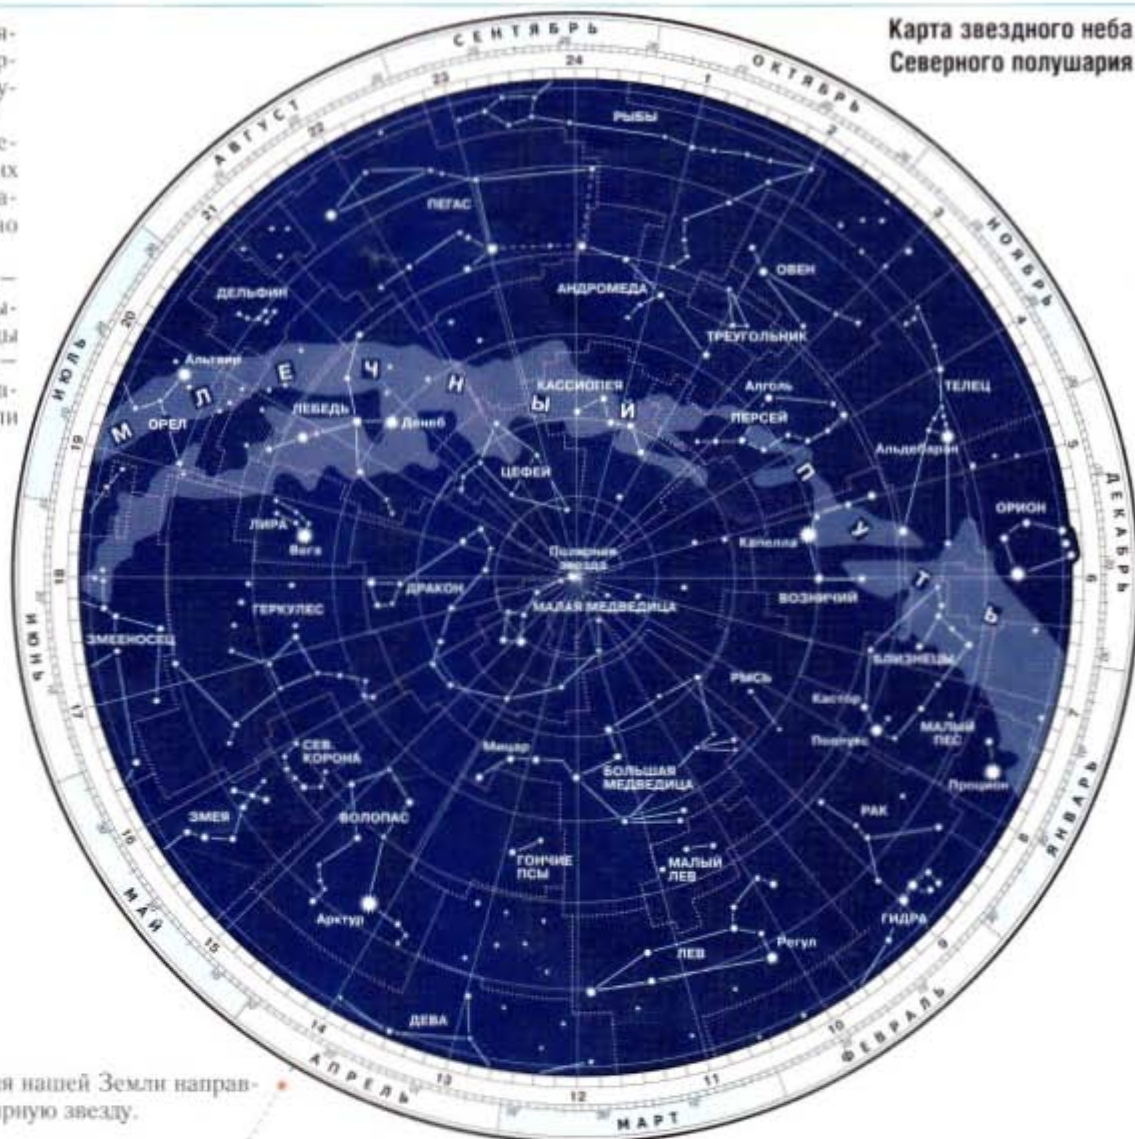 Карта звездного неба
Северного полушария
СЕНТЯБРЬ
ОКТЯБРЬ
НОЯБРЬ
ДЕКАБРЬ
ЯНВАРЬ
ФЕВРАЛЬ
МАРТ
АПРЕЛЬ
МАЙ
ИЮНЬ
ИЮЛЬ
АВГУСТ
24
1
2
3
4
5
6
7
8
9
10
11
12
13
14
15
16
17
18
19
20
21
22
23
РЫБЫ
ПЕГАС
АНДРОМЕДА
ОВЕН
ТРЕУГОЛЬНИК
ДЕЛЬФИН
Альтаир
ОРЕЛ
ЛЕБЕДЬ
Денеб
МЛЕЧНЫЙ ПУТЬ
КАССИОПЕЯ
Алголь
ПЕРСЕЙ
ТЕЛЕЦ
Альдебаран
ЦЕФЕЙ
ОРИОН
ЛИРА
Вега
Полярная
звезда
Капелла
ДРАКОН
МАЛАЯ МЕДВЕДИЦА
ВОЗНИЧИЙ
ГЕРКУЛЕС
ЗМЕЕНОСЕЦ
БЛИЗНЕЦЫ
РЫСЬ
Кастор
Поллукс
МАЛЫЙ
ПЕС
Процион
СЕВ.
КОРОНА
Мицар
БОЛЬШАЯ
МЕДВЕДИЦА
РАК
ЗМЕЯ
ВОЛОПАС
ГОНЧИЕ
ПСЫ
МАЛЫЙ
ЛЕВ
Арктур
ГИДРА
ЛЕВ
Регул
ДЕВА
ия нашей Земли направ-
ярную звезду.